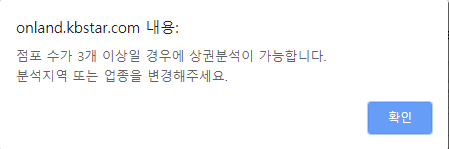 onland.kbstar.com 내용:
점포 수가 3개 이상일 경우에 상권분석이 가능합니다.
분석지역 또는 업종을 변경해주세요.
확인